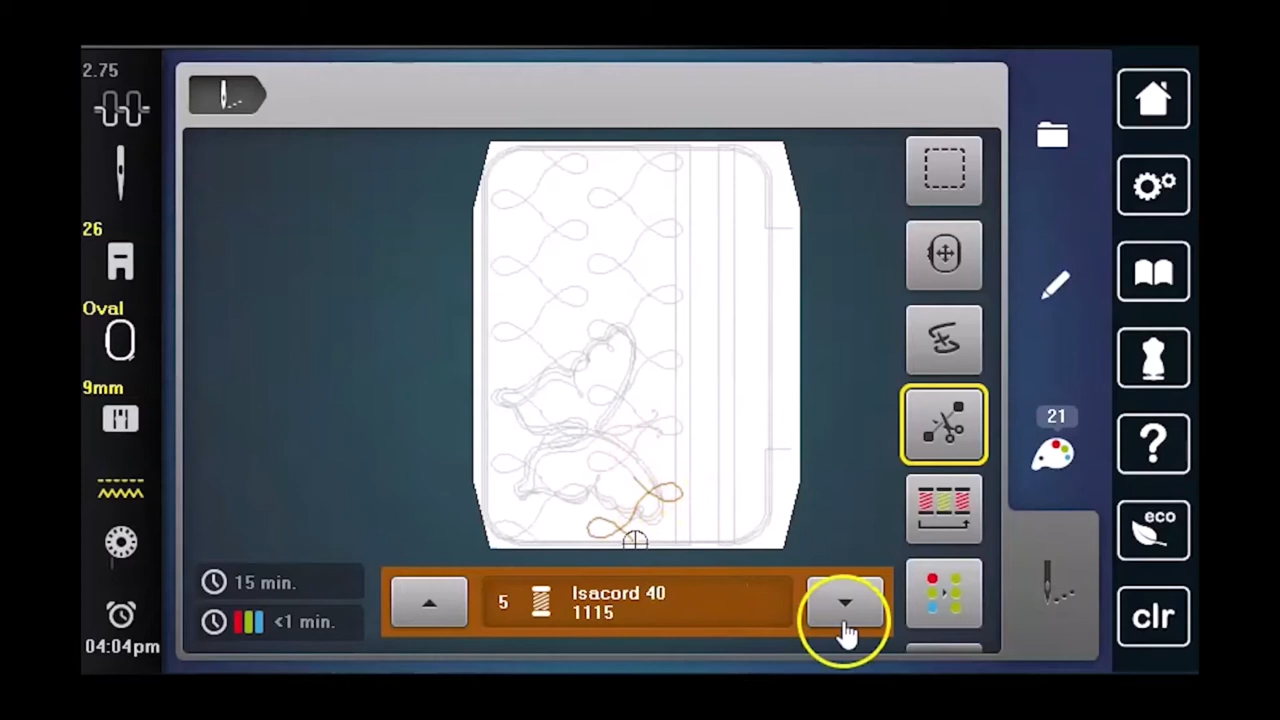 2.75
26
Oval
9mm
04:04pm
15 min.
<1 min.
5
Isacord 40
1115
21
?
eco
clr